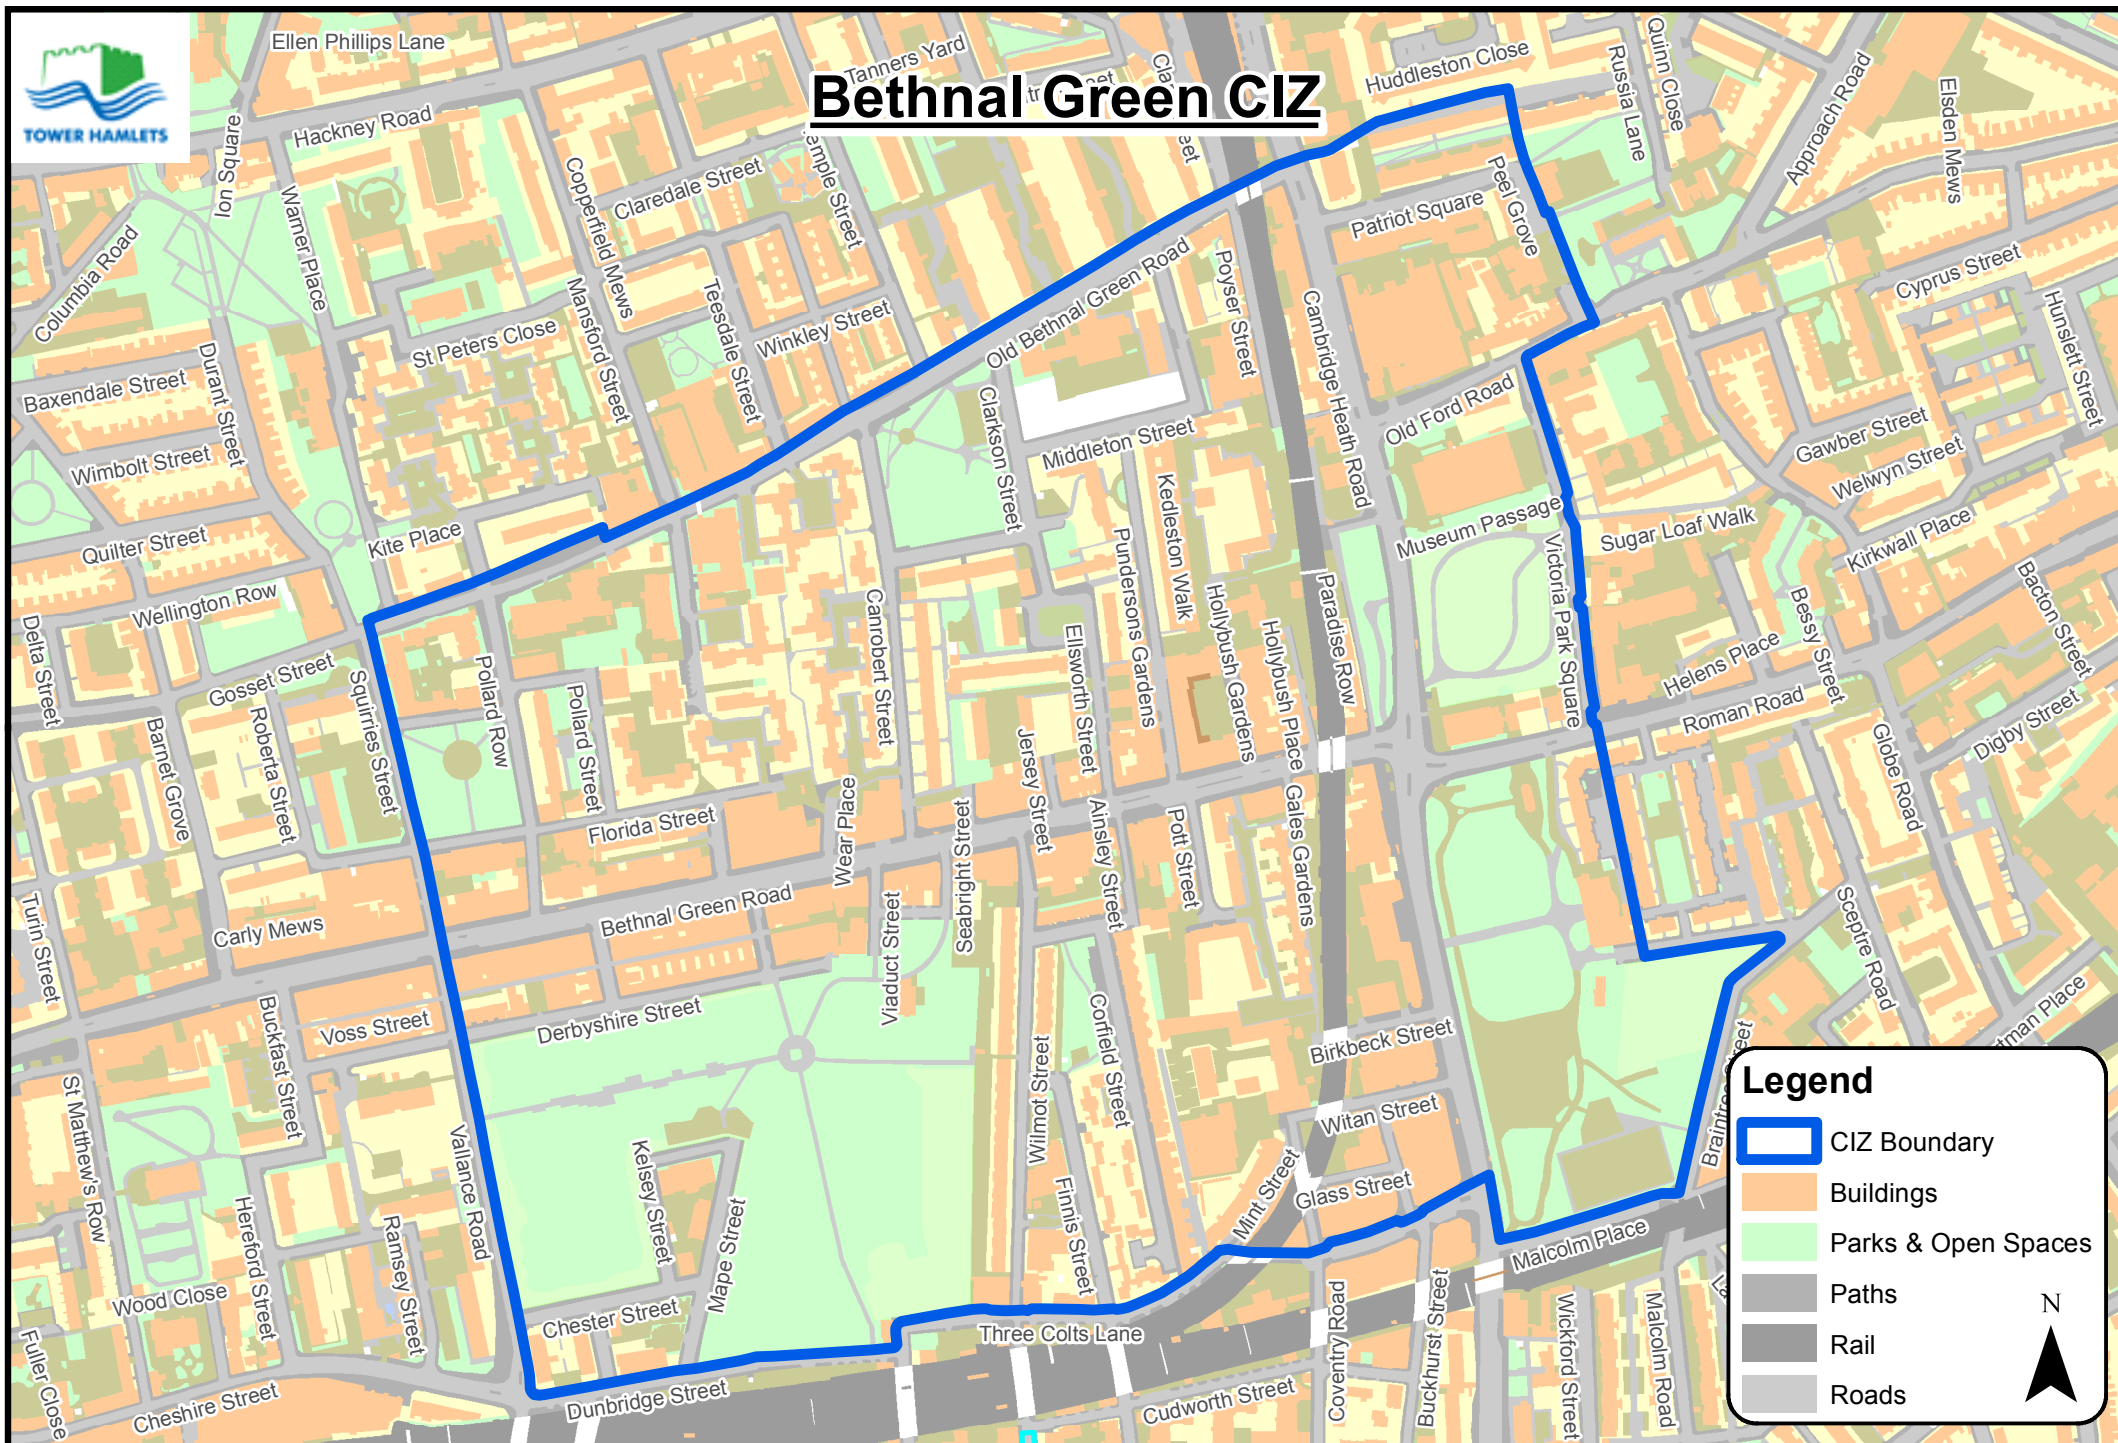 TOWER HAMLETS
Bethnal Green CIZ
Ellen Phillips Lane
Tanners Yard
Hackney Road
Ion Square
Columbia Road
Warner Place
Copperfield Mews
Claredale Street
Huddleston Close
Russia Lane
Quinn Close
Approach Road
Elsden Mews
Patriot Square
Peel Grove
Cyprus Street
Hunslett Street
St Peters Close
Mansford Street
Teesdale Street
Winkley Street
Old Bethnal Green Road
Poyser Street
Cambridge Heath Road
Baxendale Street
Durant Street
Wimbolt Street
Quilter Street
Kite Place
Wellington Row
Delta Street
Gosset Street
Clarkson Street
Middleton Street
Old Ford Road
Gawber Street
Welwyn Street
Kirkwall Place
Museum Passage
Sugar Loaf Walk
Victoria Park Square
Bessy Street
Bacton Street
Helens Place
Roman Road
Globe Road
Digby Street
Kedleston Walk
Pundersons Gardens
Hollybush Gardens
Hollybush Place
Paradise Row
Canrobert Street
Ellsworth Street
Jersey Street
Squirries Street
Pollard Row
Pollard Street
Barnet Grove
Roberta Street
Florida Street
Wear Place
Seabright Street
Ainsley Street
Pott Street
Gales Gardens
Turin Street
Carly Mews
Bethnal Green Road
Viaduct Street
Sceptre Road
Buckfast Street
Voss Street
Derbyshire Street
Wilmot Street
Corfield Street
Birkbeck Street
Witan Street
St Matthew's Row
Hereford Street
Vallance Road
Kelsey Street
Mape Street
Finnis Street
Mint Street
Glass Street
Ramsey Street
Wood Close
Fuller Close
Cheshire Street
Chester Street
Dunbridge Street
Three Colts Lane
Cudworth Street
Coventry Road
Buckhurst Street
Malcolm Place
Wickford Street
Malcolm Road
Legend
CIZ Boundary
Buildings
Parks & Open Spaces
Paths
Rail
Roads
N